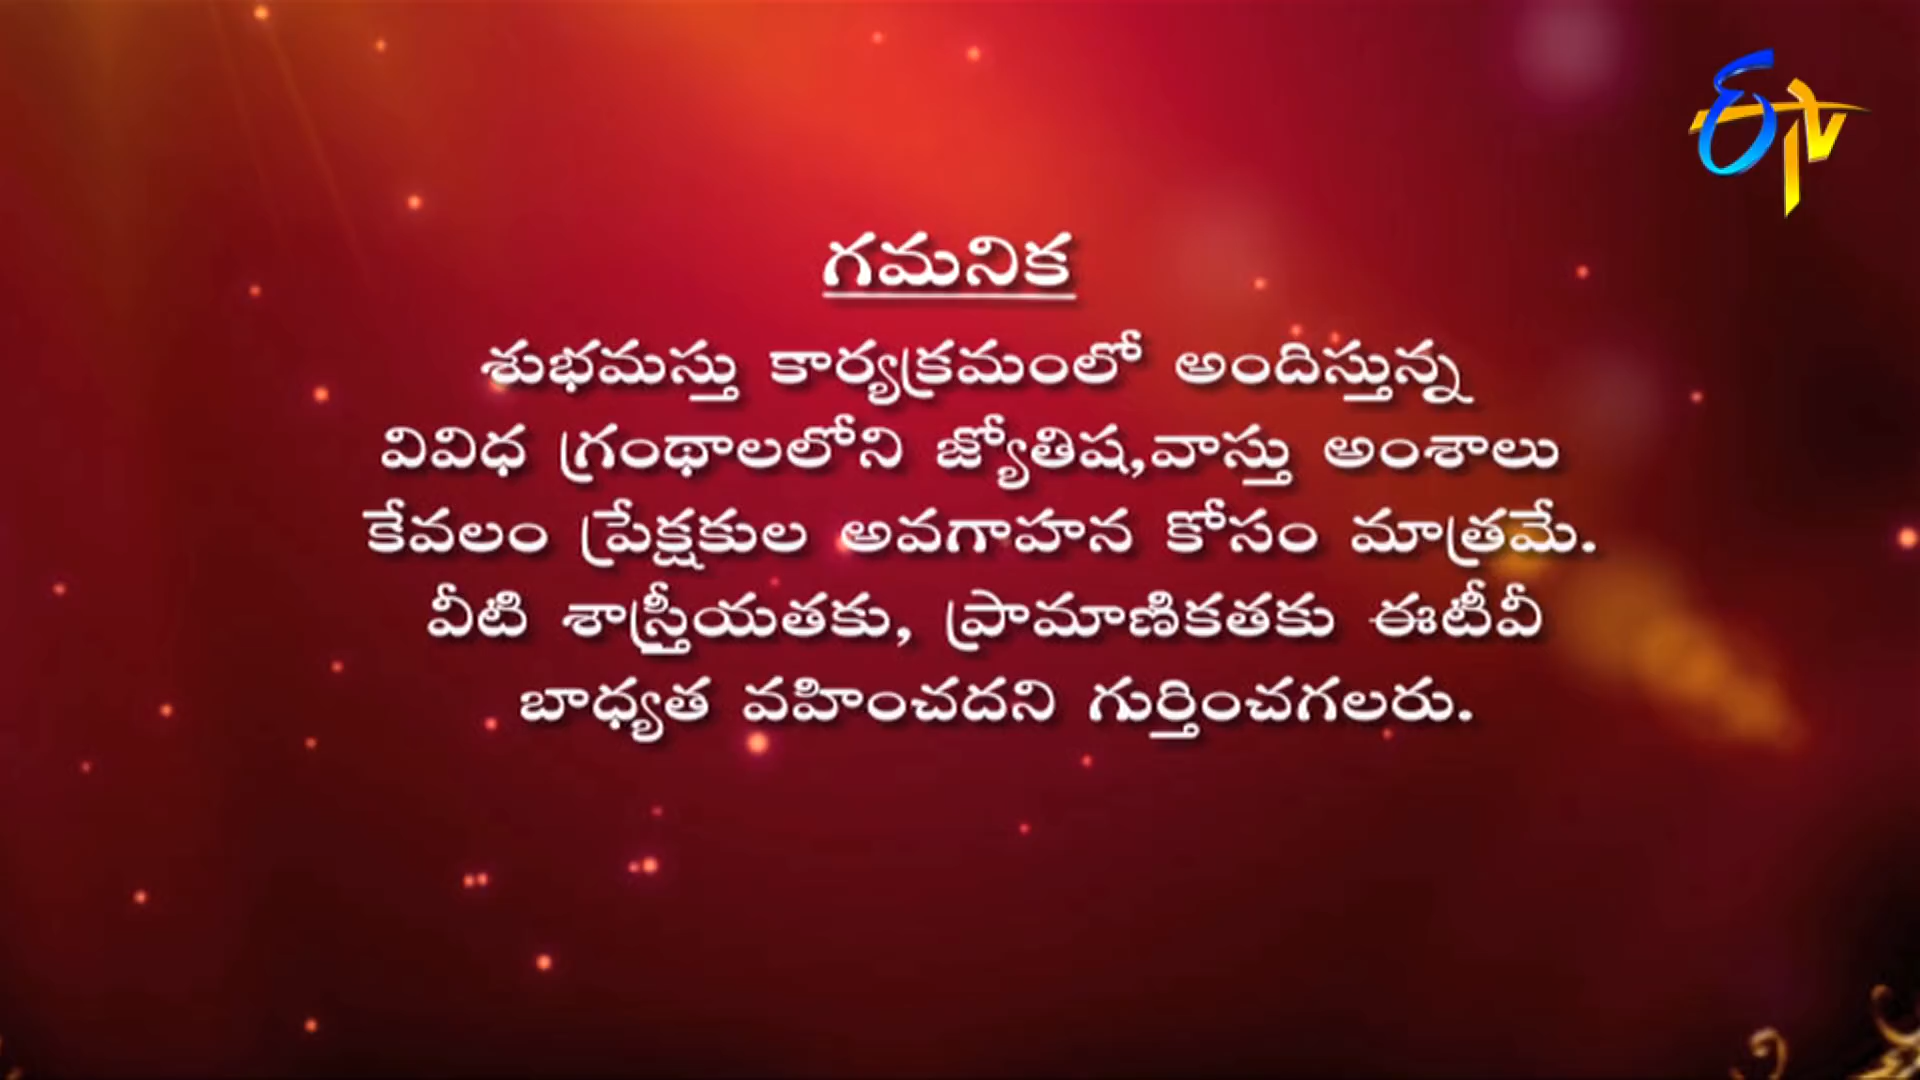 ETV
గమనిక
శుభమస్తు కార్యక్రమంలో అందిస్తున్న
వివిధ గ్రంథాలలోని జ్యోతిష,వాస్తు అంశాలు
కేవలం ప్రేక్షకుల అవగాహన కోసం మాత్రమే.
వీటి శాస్త్రీయతకు, ప్రామాణికతకు ఈటీవీ
బాధ్యత వహించదని గుర్తించగలరు.